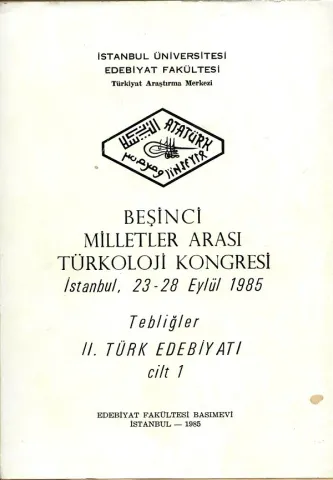 İSTANBUL ÜNİVERSİTESİ
EDEBİYAT FAKÜLTESİ
Türkiyat Araştırma Merkezi
ATATÜRK
BEŞİNCİ
MİLLETLER ARASI
TÜRKOLOJİ KONGRESİ
İstanbul, 23-28 Eylül 1985
Tebliğler
II. TÜRK EDEBİYATI
cilt 1
EDEBİYAT FAKÜLTESİ BASIMEVİ
İSTANBUL — 1985